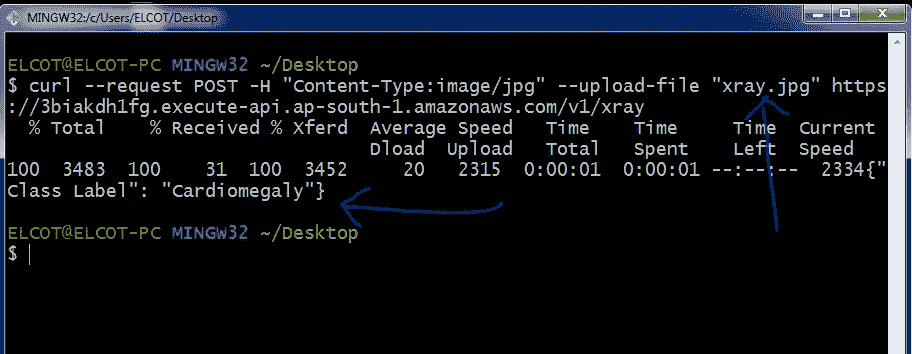 MINGW32:/c/Users/ELCOT/Desktop
ELCOT@ELCOT-PC MINGW32 ~/Desktop
$ curl --request POST -H "Content-Type:image/jpg" --upload-file "xray.jpg" https
://3biakdh1fg.execute-api.ap-south-1.amazonaws.com/v1/xray
% Total % Received % Xferd Average Speed Time Time Time Current
Dload Upload Total Spent Left Speed
100 3483 100 31 100 3452 20 2315 0:00:01 0:00:01 --:--:-- 2334{"
Class Label": "Cardiomegaly"}
ELCOT@ELCOT-PC MINGW32 ~/Desktop
$